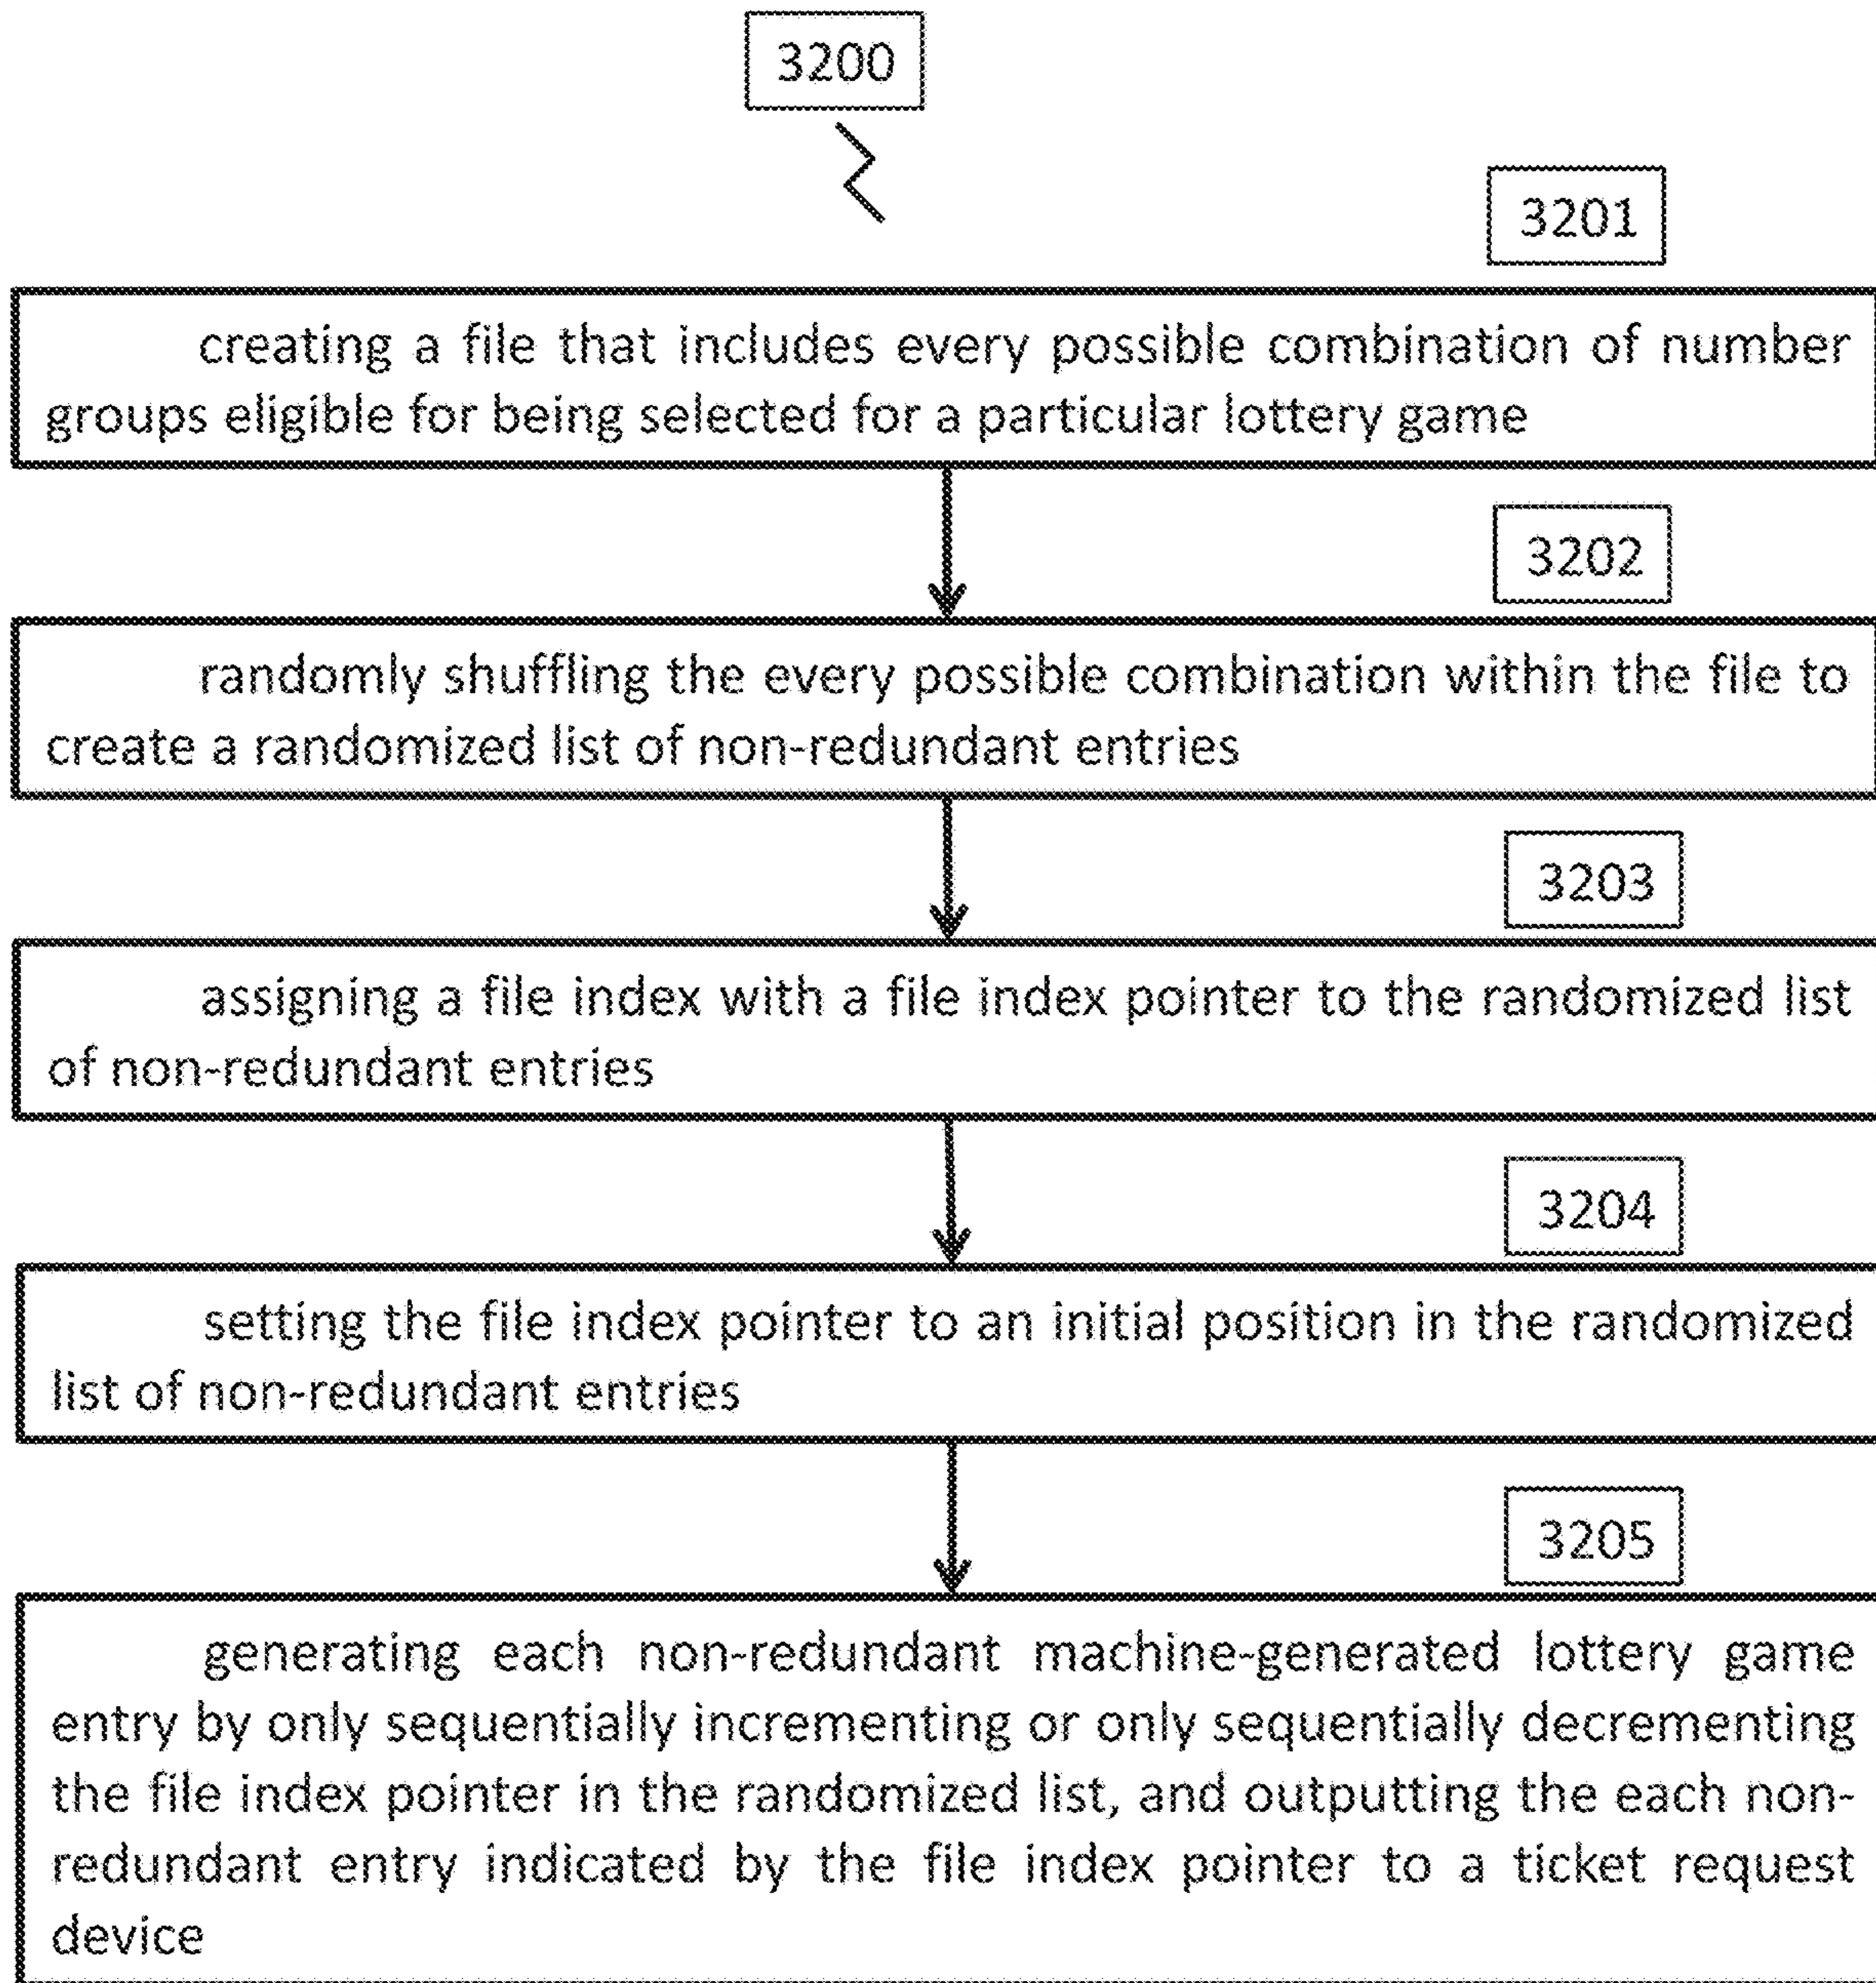 3200
3201
creating a file that includes every possible combination of number
groups eligible for being selected for a particular lottery game
3202
randomly shuffling the every possible combination within the file to
create a randomized list of non-redundant entries
3203
assigning a file index with a file index pointer to the randomized list
of non-redundant entries
3204
setting the file index pointer to an initial position in the randomized
list of non-redundant entries
3205
generating each non-redundant machine-generated lottery game
entry by only sequentially incrementing or only sequentially decrementing
the file index pointer in the randomized list, and outputting the each non-
redundant entry indicated by the file index pointer to a ticket request
device